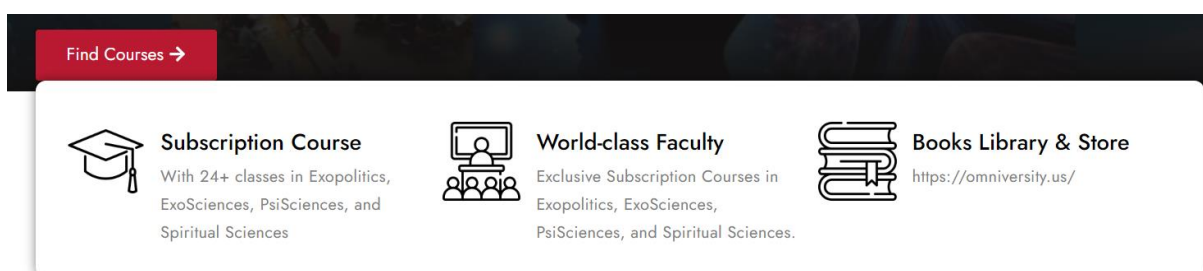 Find Courses →
Subscription Course
With 24+ classes in Exopolitics,
ExoSciences, PsiSciences, and
Spiritual Sciences
World-class Faculty
Exclusive Subscription Courses in
Exopolitics, ExoSciences,
PsiSciences, and Spiritual Sciences.
Books Library & Store
https://omniversity.us/